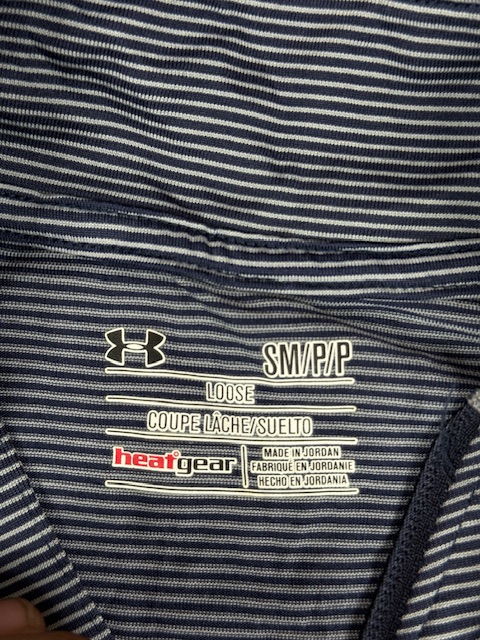 SM/P/P
LOOSE
COUPE LÂCHE/SUELTO
heatgear
MADE IN JORDAN
FABRIQUÉ EN JORDANIE
HECHO EN JORDANIA